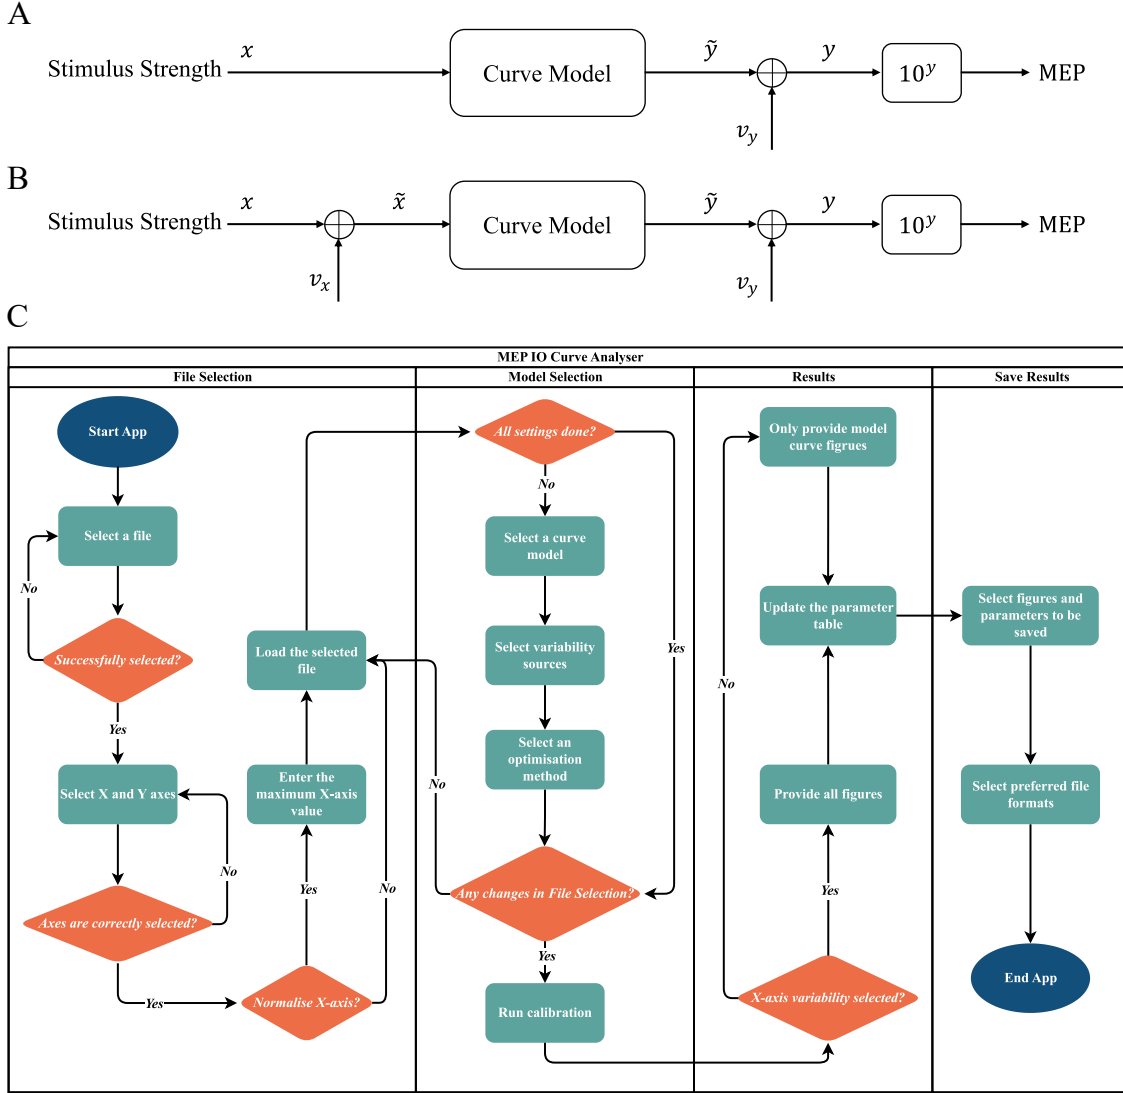 A
Stimulus Strength
x
Curve Model
ỹ
v_y
y
10^y
MEP
B
Stimulus Strength
x
v_x
x̃
Curve Model
ỹ
v_y
y
10^y
MEP
C
MEP IO Curve Analyser
File Selection
Model Selection
Results
Save Results
Start App
Select a file
No
Successfully selected?
Yes
Select X and Y axes
No
Axes are correctly selected?
Yes
Normalise X-axis?
Yes
No
Enter the
maximum X-axis
value
Load the selected
file
All settings done?
No
Yes
Select a curve
model
Select variability
sources
Select an
optimisation
method
Any changes in File Selection?
No
Yes
Run calibration
X-axis variability selected?
No
Yes
Only provide model
curve figrues
Provide all figures
Update the parameter
table
Select figures and
parameters to be
saved
Select preferred file
formats
End App